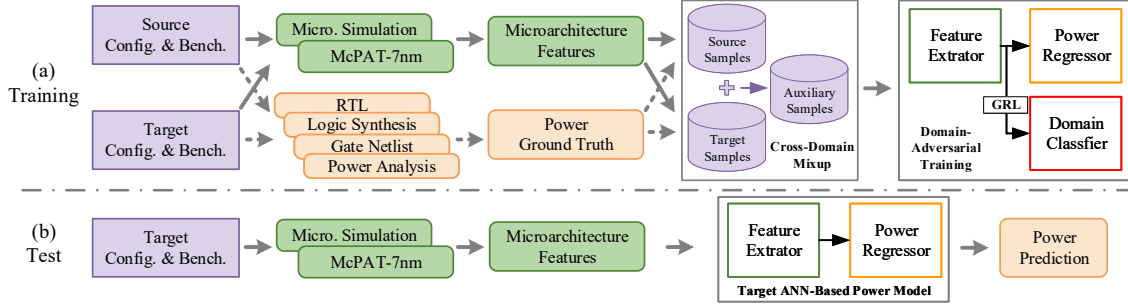 (a)
Training
Source
Config. & Bench.
Target
Config. & Bench.
Micro. Simulation
McPAT-7nm
RTL
Logic Synthesis
Gate Netlist
Power Analysis
Microarchitecture
Features
Power
Ground Truth
Source
Samples
Target
Samples
Auxiliary
Samples
Cross-Domain
Mixup
Feature
Extrator
Power
Regressor
GRL
Domain
Classfier
Domain-
Adversarial
Training
(b)
Test
Target
Config. & Bench.
Micro. Simulation
McPAT-7nm
Microarchitecture
Features
Feature
Extrator
Power
Regressor
Target ANN-Based Power Model
Power
Prediction